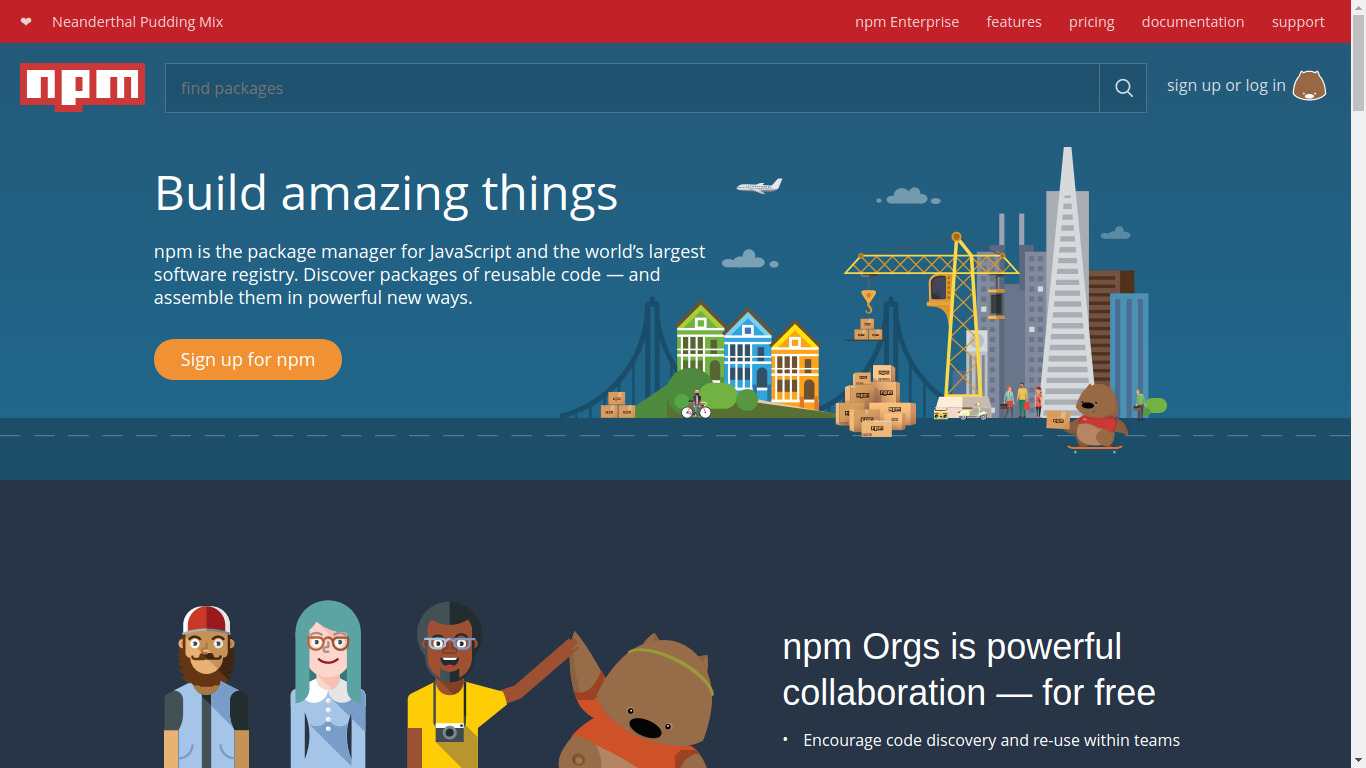 ❤ Neanderthal Pudding Mix
npm Enterprise features pricing documentation support
npm
find packages
sign up or log in
Build amazing things
npm is the package manager for JavaScript and the world’s largest
software registry. Discover packages of reusable code — and
assemble them in powerful new ways.
Sign up for npm
npm Orgs is powerful
collaboration — for free
• Encourage code discovery and re-use within teams